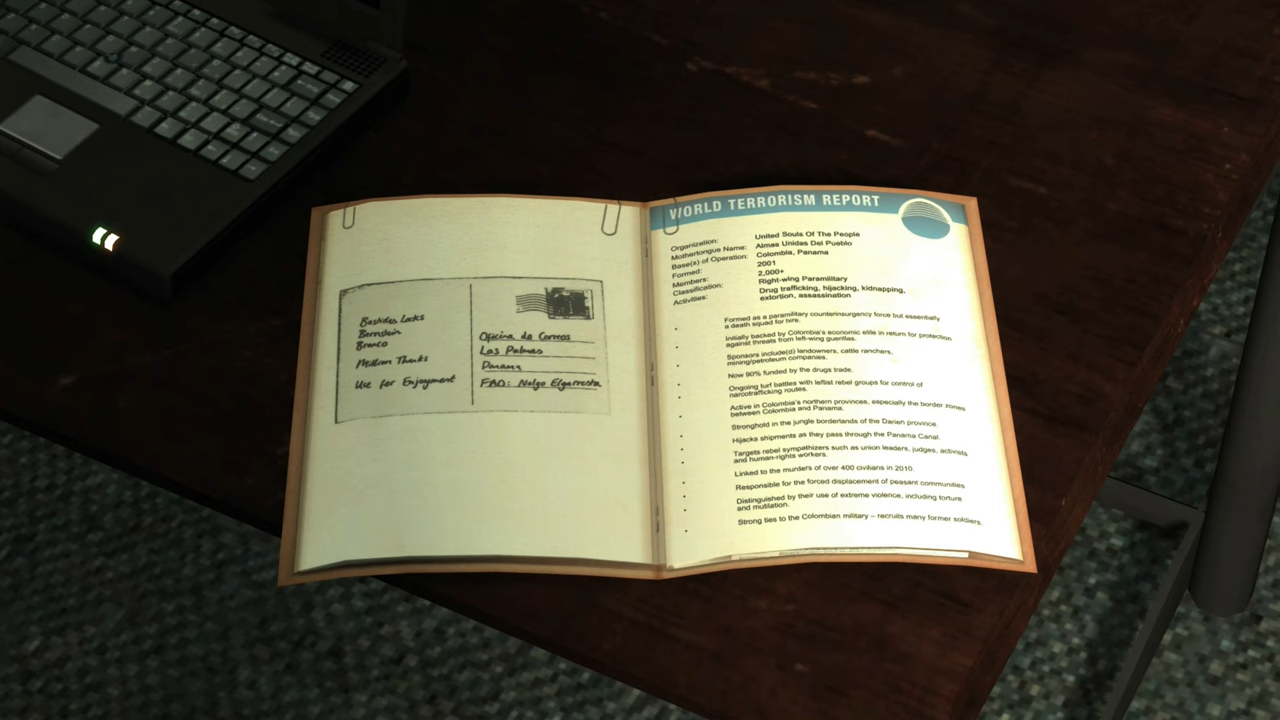 Bastides Locks
Bernstein
Branco
Million Thanks
Use for Enjoyment
Oficina de Correos
Las Palmas
Panama
FAO: Nalgo Elgarresta
WORLD TERRORISM REPORT
Organization: United Souls Of The People
Mothertongue Name: Almas Unidas Del Pueblo
Base(s) of Operation: Colombia, Panama
Formed: 2001
Members: 2,000+
Classification: Right-wing Paramilitary
Activities: Drug trafficking, hijacking, kidnapping,
extortion, assassination
Formed as a paramilitary counterinsurgency force but essentially
a death squad for hire.
Initially backed by Colombia's economic elite in return for protection
against threats from left-wing guerillas.
Sponsors include(d) landowners, cattle ranchers,
mining/petroleum companies.
Now 90% funded by the drugs trade.
Ongoing turf battles with leftist rebel groups for control of
narcotrafficking routes.
Active in Colombia's northern provinces, especially the border zones
between Colombia and Panama.
Stronghold in the jungle borderlands of the Darien province.
Hijacks shipments as they pass through the Panama Canal.
Targets rebel sympathizers such as union leaders, judges, activists
and human-rights workers.
Linked to the murders of over 400 civilians in 2010.
Responsible for the forced displacement of peasant communities
Distinguished by their use of extreme violence, including torture
and mutilation.
Strong ties to the Colombian military – recruits many former soldiers.